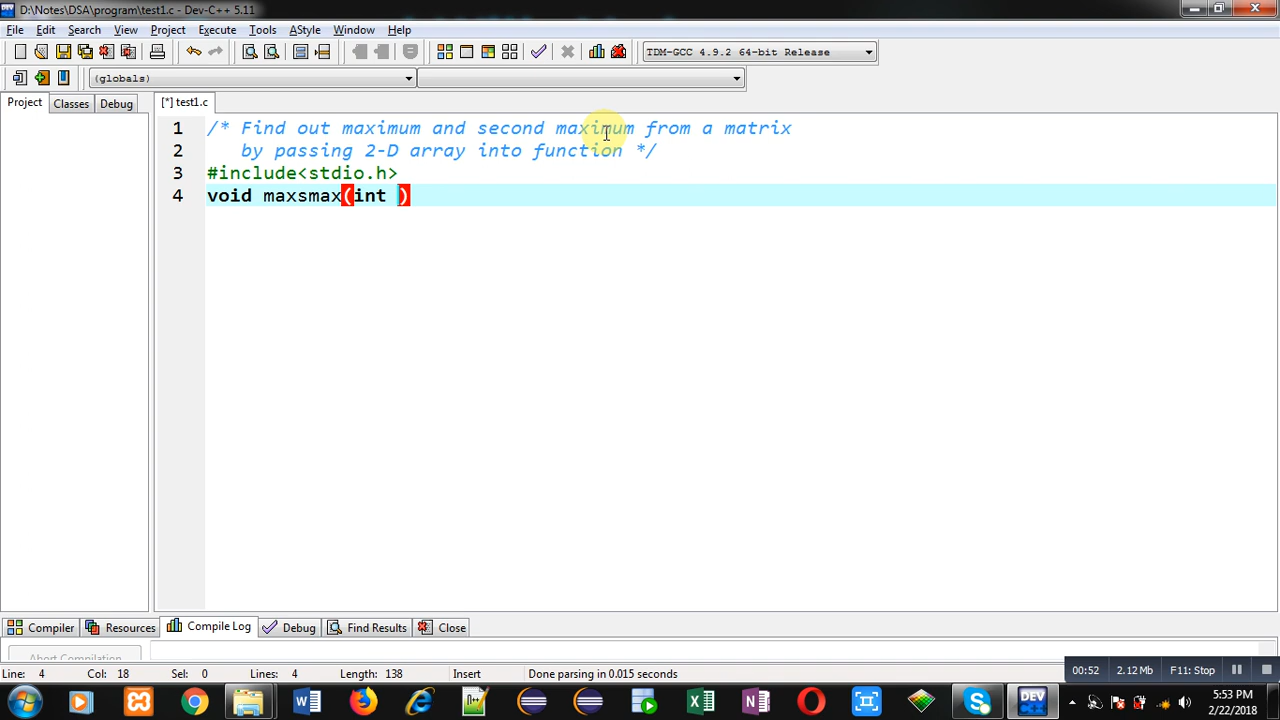 D:\Notes\DSA\program\test1.c - Dev-C++ 5.11
File Edit Search View Project Execute Tools AStyle Window Help
TDM-GCC 4.9.2 64-bit Release
(globals)
Project Classes Debug [*] test1.c
1 /* Find out maximum and second maximum from a matrix
2 by passing 2-D array into function */
3 #include<stdio.h>
4 void maxsmax(int )
Compiler Resources Compile Log Debug Find Results Close
Abort Compilation
Line: 4 Col: 18 Sel: 0 Lines: 4 Length: 138 Insert Done parsing in 0.015 seconds
00:52 2.12 Mb F11: Stop
5:53 PM
2/22/2018